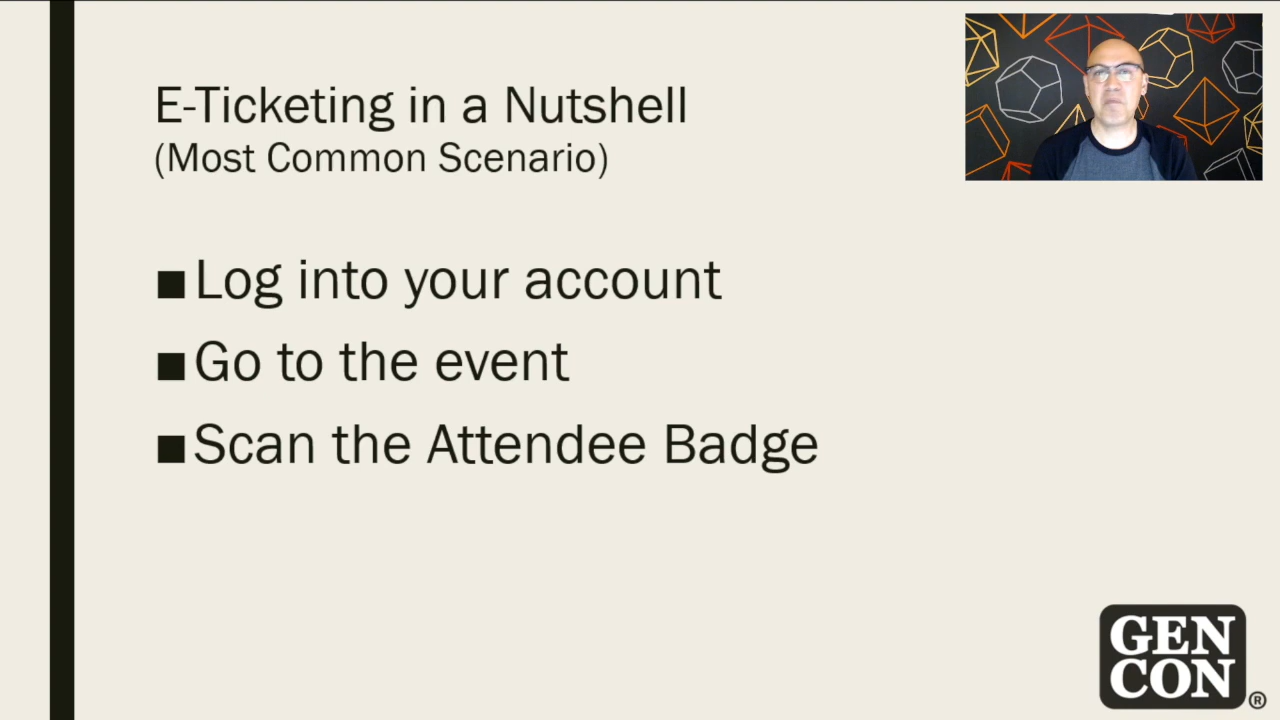 E-Ticketing in a Nutshell
(Most Common Scenario)
■Log into your account
■Go to the event
■Scan the Attendee Badge
GEN
CON®